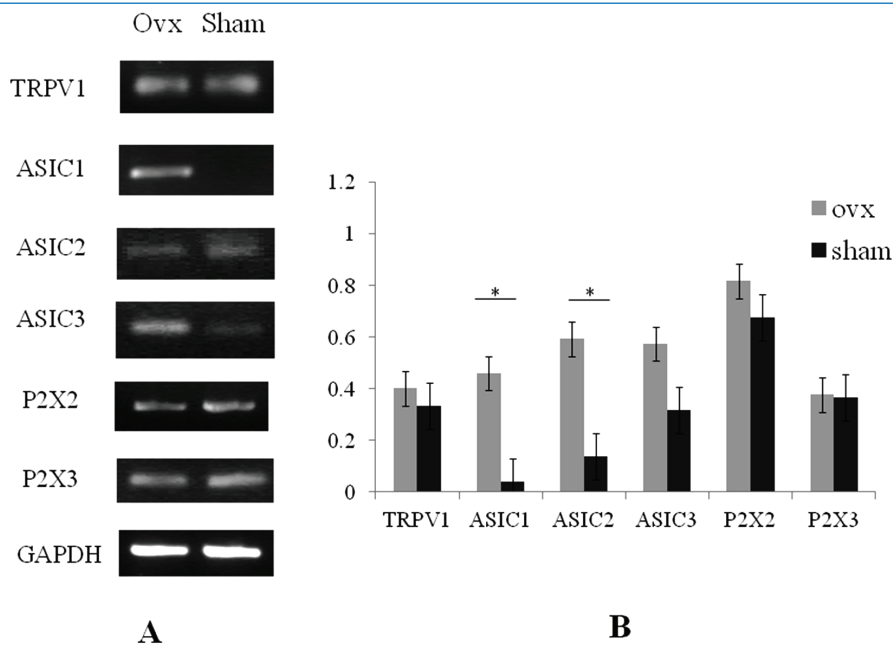 Ovx Sham
TRPV1
ASIC1
ASIC2
ASIC3
P2X2
P2X3
GAPDH
A
1.2
1
0.8
0.6
0.4
0.2
0
* *
ovx
sham
TRPV1 ASIC1 ASIC2 ASIC3 P2X2 P2X3
B